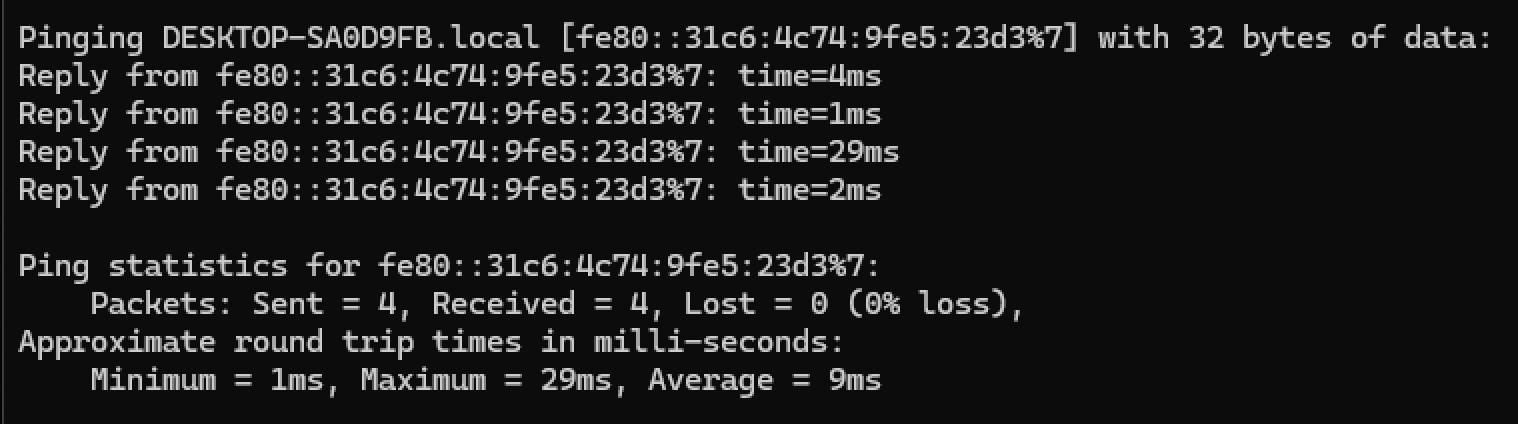 Pinging DESKTOP-SA0D9FB.local [fe80::31c6:4c74:9fe5:23d3%7] with 32 bytes of data:
Reply from fe80::31c6:4c74:9fe5:23d3%7: time=4ms
Reply from fe80::31c6:4c74:9fe5:23d3%7: time=1ms
Reply from fe80::31c6:4c74:9fe5:23d3%7: time=29ms
Reply from fe80::31c6:4c74:9fe5:23d3%7: time=2ms

Ping statistics for fe80::31c6:4c74:9fe5:23d3%7:
    Packets: Sent = 4, Received = 4, Lost = 0 (0% loss),
Approximate round trip times in milli-seconds:
    Minimum = 1ms, Maximum = 29ms, Average = 9ms